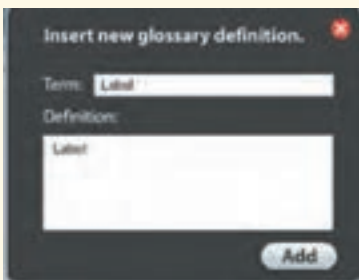 Insert new glossary definition.
Term: Label
Definition:
Label
Add